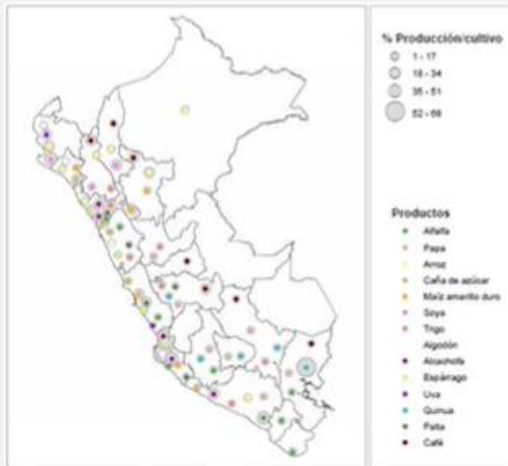 % Producción/cultivo
1 - 17
18 - 34
35 - 51
52 - 68
Productos
Alfalfa
Papa
Arroz
Caña de azúcar
Maíz amarillo duro
Soya
Trigo
Algodón
Alcachofa
Espárrago
Uva
Quinua
Palta
Café